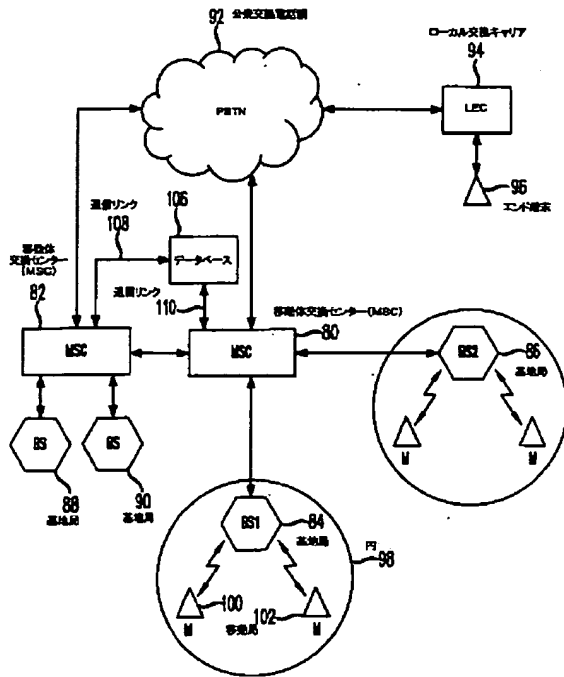 92 公衆交換電話網
ローカル交換キャリア
94
PSTN
LEC
96
エンド端末
通信リンク
108
106
データベース
移動体
交換センター
(MSC)
82
通信リンク
110
移動体交換センター(MSC)
80
MSC
MSC
BS2
86
基地局
M
M
BS
BS
88
基地局
90
基地局
BS1
84
基地局
円
98
100
102
M
移動局
M